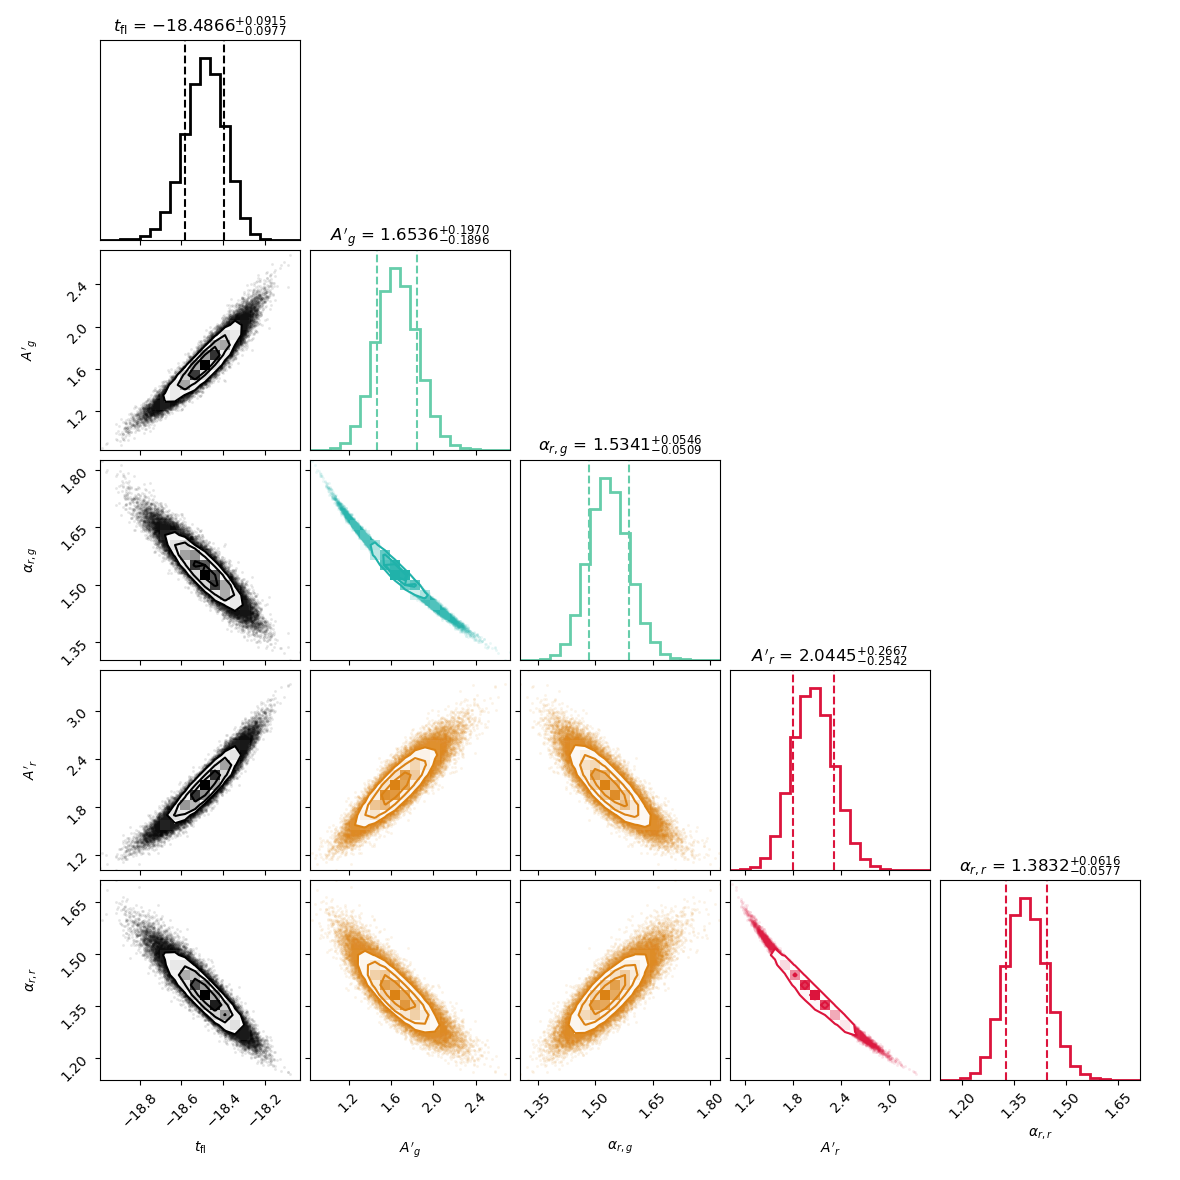 t_fl = −18.4866^{+0.0915}_{−0.0977}
A′_g = 1.6536^{+0.1970}_{−0.1896}
2.4
2.0
1.6
1.2
A′_g
α_{r,g} = 1.5341^{+0.0546}_{−0.0509}
1.80
1.65
1.50
1.35
α_{r,g}
A′_r = 2.0445^{+0.2667}_{−0.2542}
3.0
2.4
1.8
1.2
A′_r
α_{r,r} = 1.3832^{+0.0616}_{−0.0577}
1.65
1.50
1.35
1.20
α_{r,r}
−18.8 −18.6 −18.4 −18.2 1.2 1.6 2.0 2.4 1.35 1.50 1.65 1.80 1.2 1.8 2.4 3.0 1.20 1.35 1.50 1.65
t_fl A′_g α_{r,g} A′_r α_{r,r}